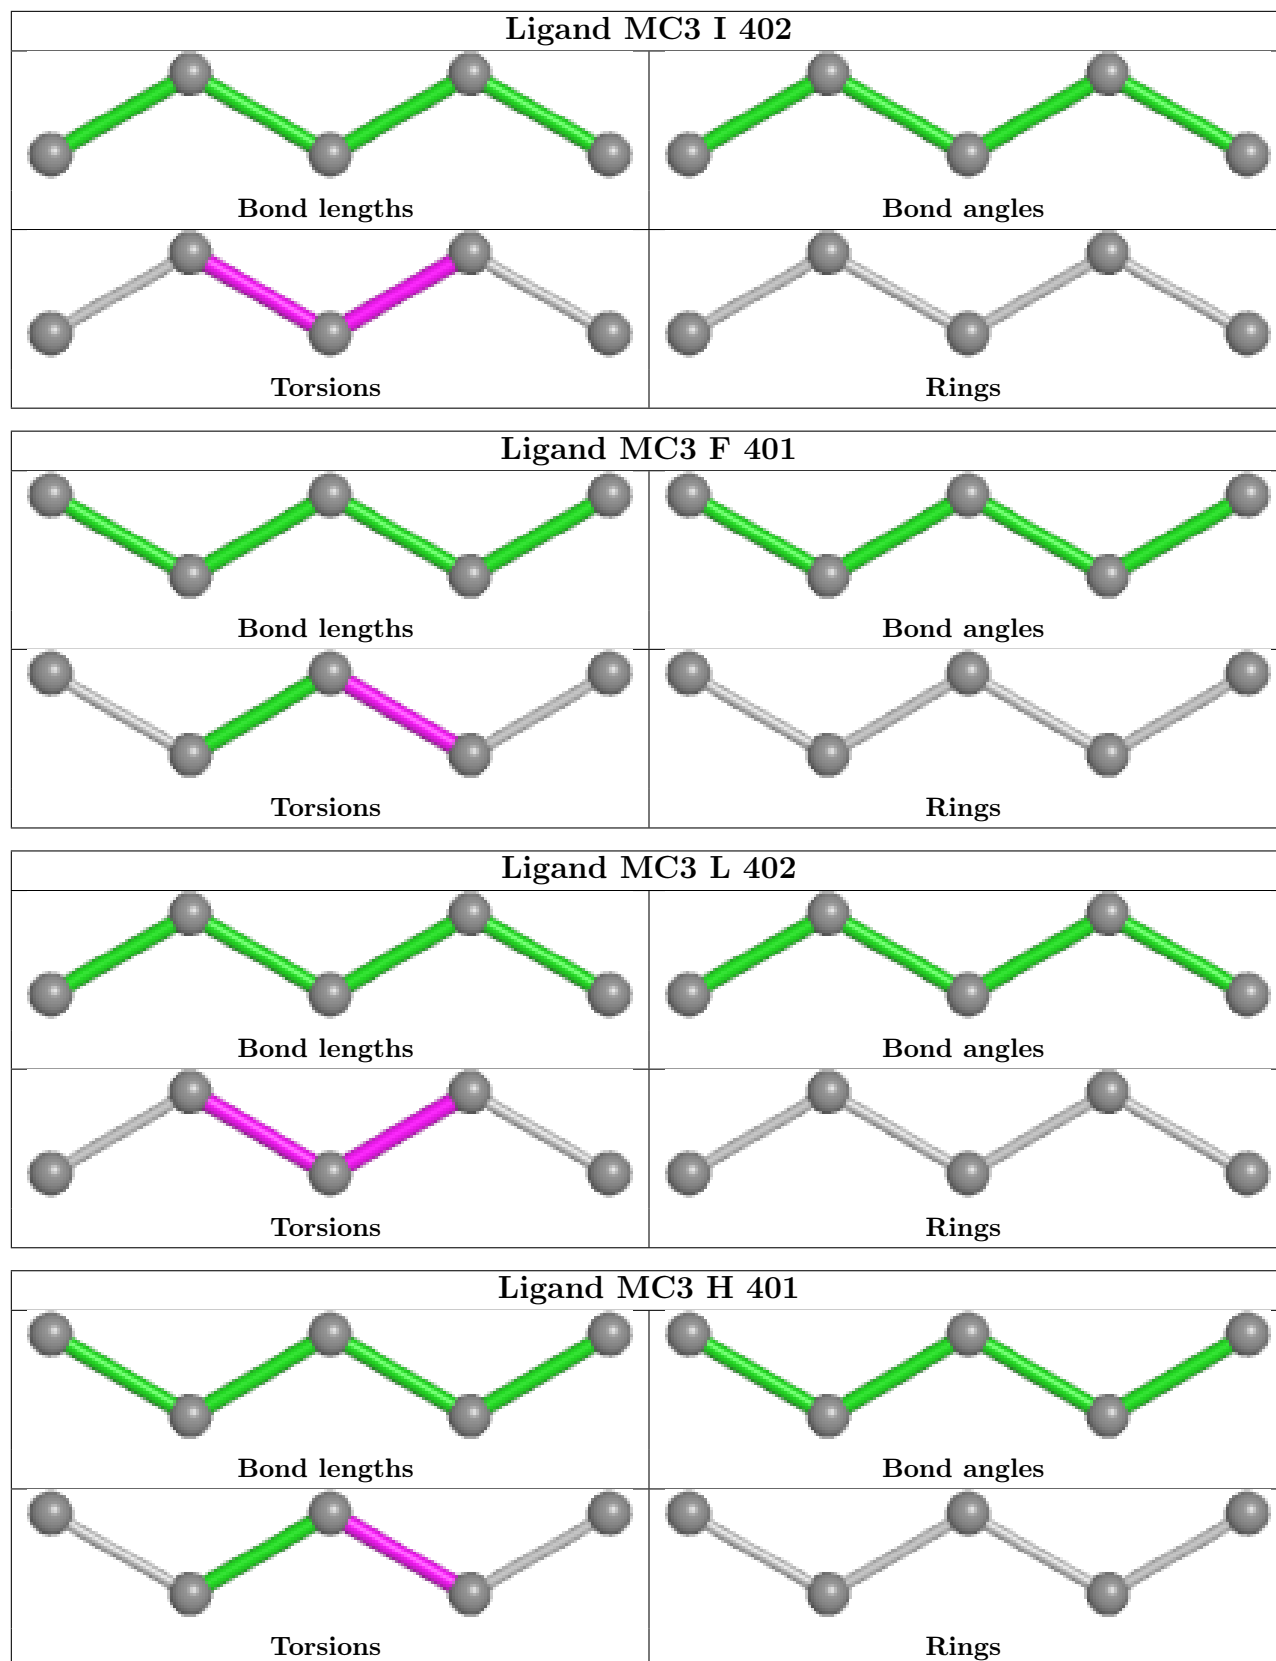 Ligand MC3 I 402
Bond lengths
Bond angles
Torsions
Rings
Ligand MC3 F 401
Bond lengths
Bond angles
Torsions
Rings
Ligand MC3 L 402
Bond lengths
Bond angles
Torsions
Rings
Ligand MC3 H 401
Bond lengths
Bond angles
Torsions
Rings